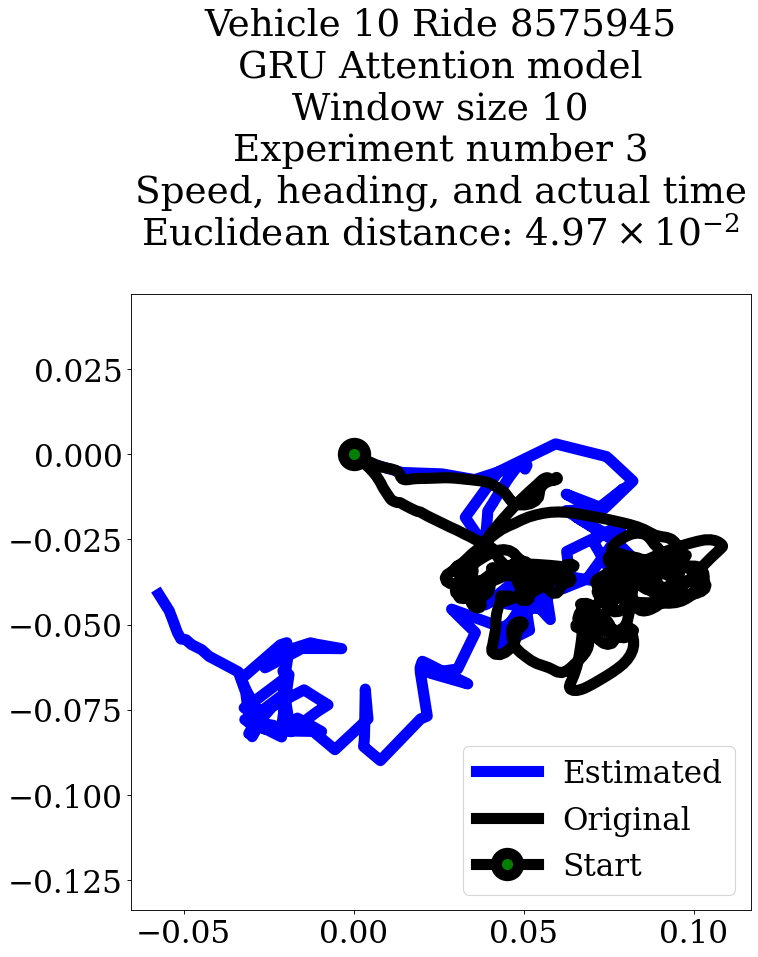 Vehicle 10 Ride 8575945
GRU Attention model
Window size 10
Experiment number 3
Speed, heading, and actual time
Euclidean distance: 4.97 × 10⁻²
0.025
0.000
−0.025
−0.050
−0.075
−0.100
−0.125
Estimated
Original
Start
−0.05 0.00 0.05 0.10